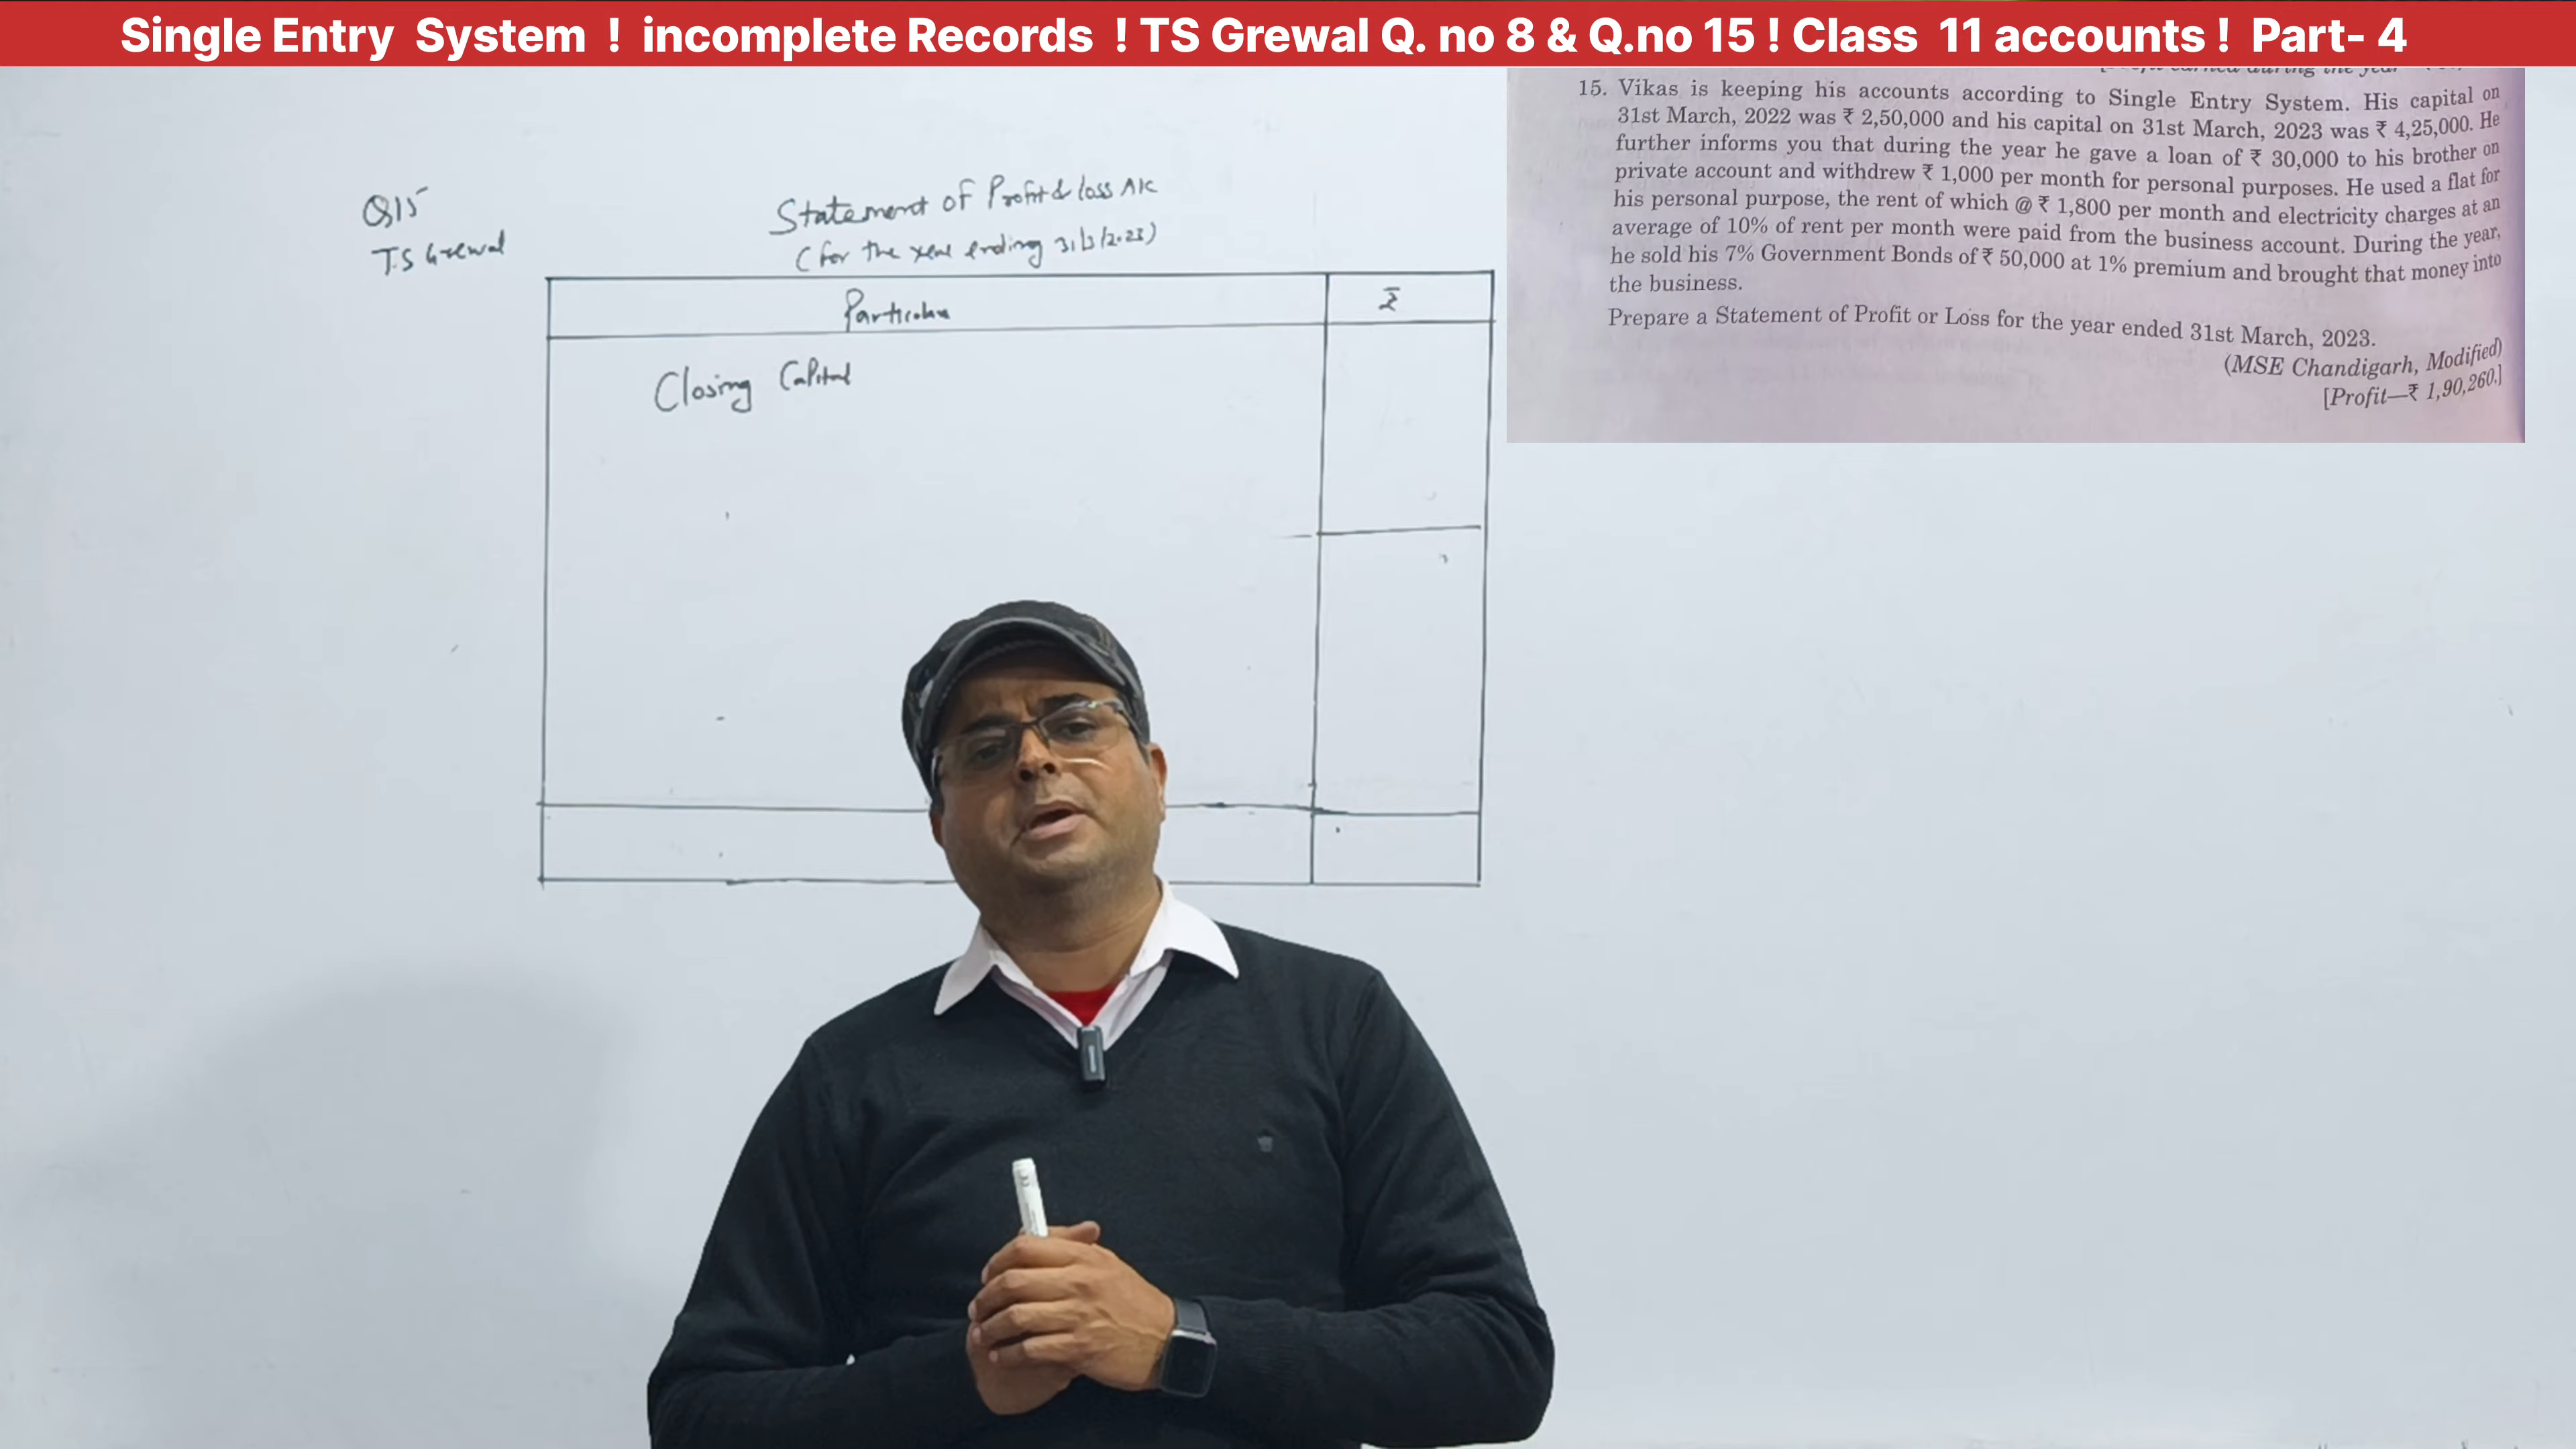 Single Entry System ! incomplete Records ! TS Grewal Q. no 8 & Q.no 15 ! Class 11 accounts ! Part- 4
15. Vikas is keeping his accounts according to Single Entry System. His capital on
31st March, 2022 was ₹ 2,50,000 and his capital on 31st March, 2023 was ₹ 4,25,000. He
further informs you that during the year he gave a loan of ₹ 30,000 to his brother on
private account and withdrew ₹ 1,000 per month for personal purposes. He used a flat for
his personal purpose, the rent of which @ ₹ 1,800 per month and electricity charges at an
average of 10% of rent per month were paid from the business account. During the year,
he sold his 7% Government Bonds of ₹ 50,000 at 1% premium and brought that money into
the business.
Prepare a Statement of Profit or Loss for the year ended 31st March, 2023.
(MSE Chandigarh, Modified)
[Profit—₹ 1,90,260.]
Q15
T.S Grewal
Statement of Profit & loss A/c
(for the year ending 31/3/2023)
Particular
₹
Closing Capital